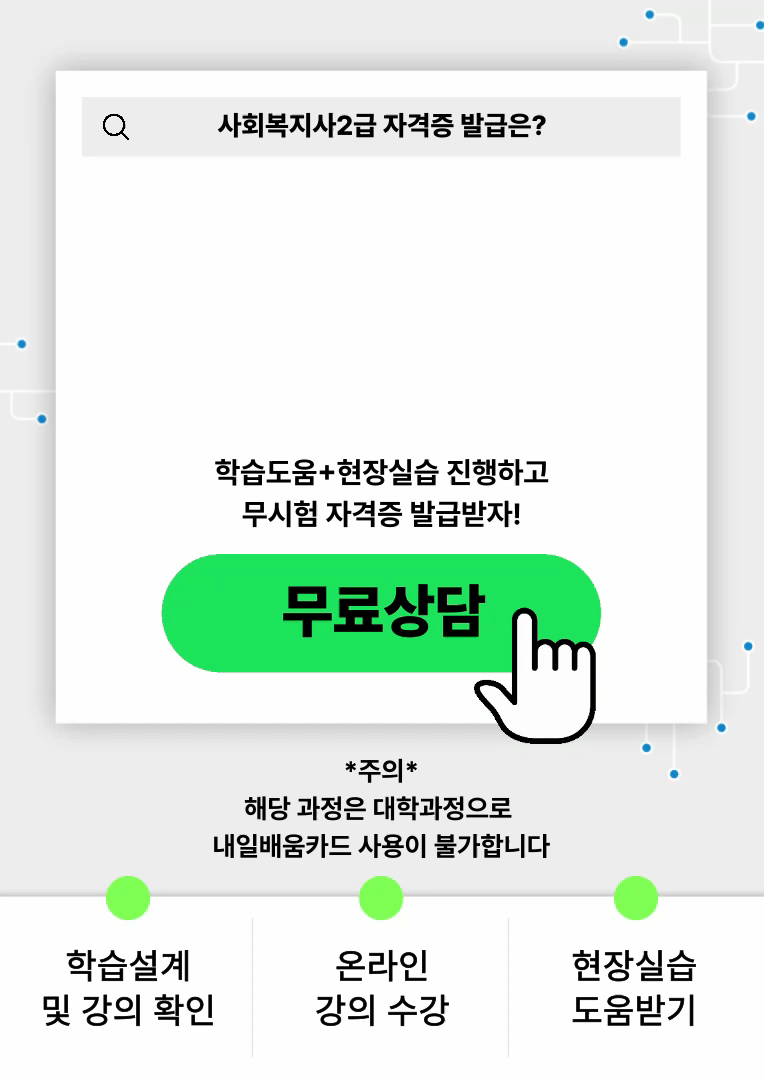 사회복지사2급 자격증 발급은?
학습도움+현장실습 진행하고
무시험 자격증 발급받자!
무료상담
*주의*
해당 과정은 대학과정으로
내일배움카드 사용이 불가합니다
학습설계
및 강의 확인
온라인
강의 수강
현장실습
도움받기